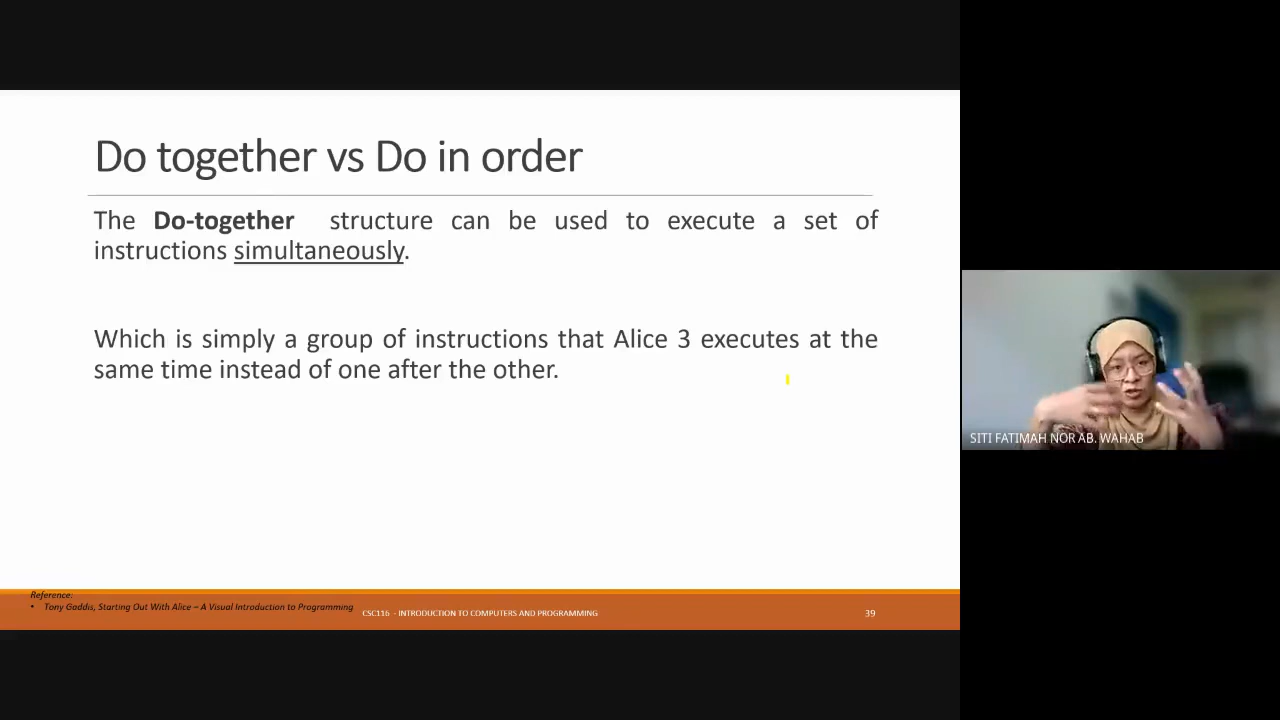 Do together vs Do in order
The Do-together structure can be used to execute a set of
instructions simultaneously.
Which is simply a group of instructions that Alice 3 executes at the
same time instead of one after the other.
SITI FATIMAH NOR AB. WAHAB
Reference:
• Tony Gaddis, Starting Out With Alice – A Visual Introduction to Programming
CSC116 - INTRODUCTION TO COMPUTERS AND PROGRAMMING
39